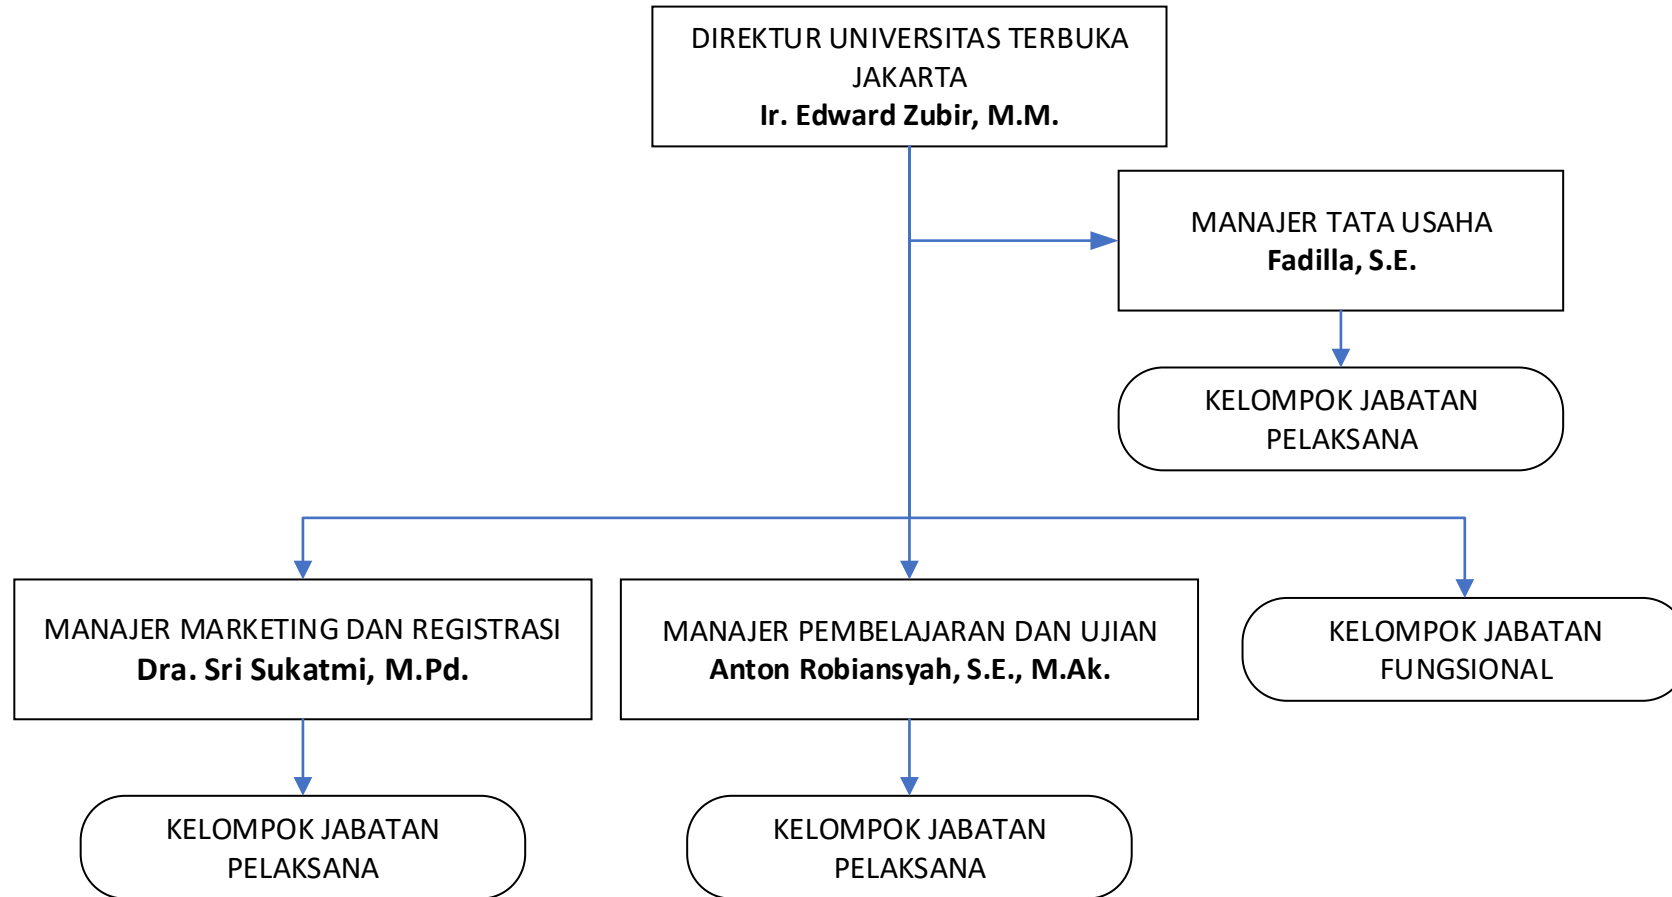 DIREKTUR UNIVERSITAS TERBUKA
JAKARTA
Ir. Edward Zubir, M.M.
MANAJER TATA USAHA
Fadilla, S.E.
KELOMPOK JABATAN
PELAKSANA
MANAJER MARKETING DAN REGISTRASI
Dra. Sri Sukatmi, M.Pd.
MANAJER PEMBELAJARAN DAN UJIAN
Anton Robiansyah, S.E., M.Ak.
KELOMPOK JABATAN
FUNGSIONAL
KELOMPOK JABATAN
PELAKSANA
KELOMPOK JABATAN
PELAKSANA